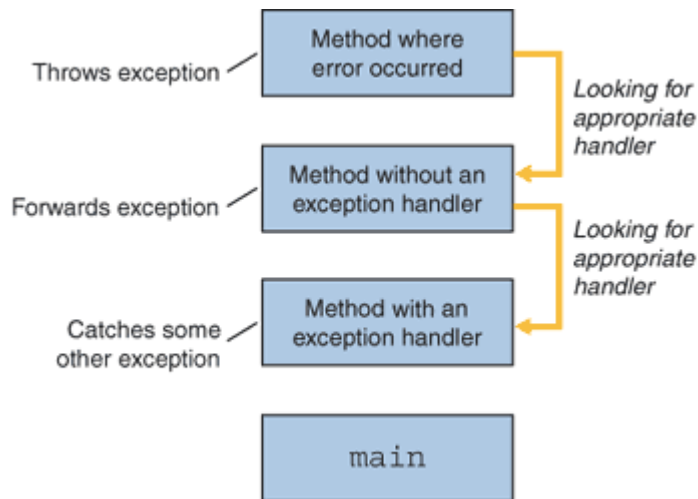 Method where
error occurred
Throws exception
Looking for
appropriate
handler
Method without an
exception handler
Forwards exception
Looking for
appropriate
handler
Method with an
exception handler
Catches some
other exception
main